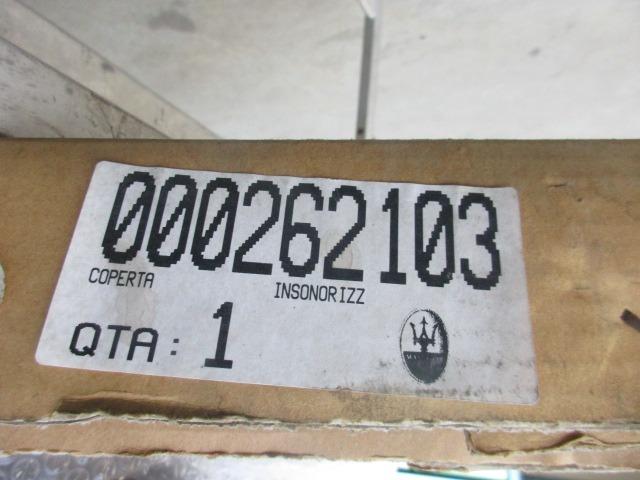 000262103
COPERTA INSONORIZZ
QTA: 1